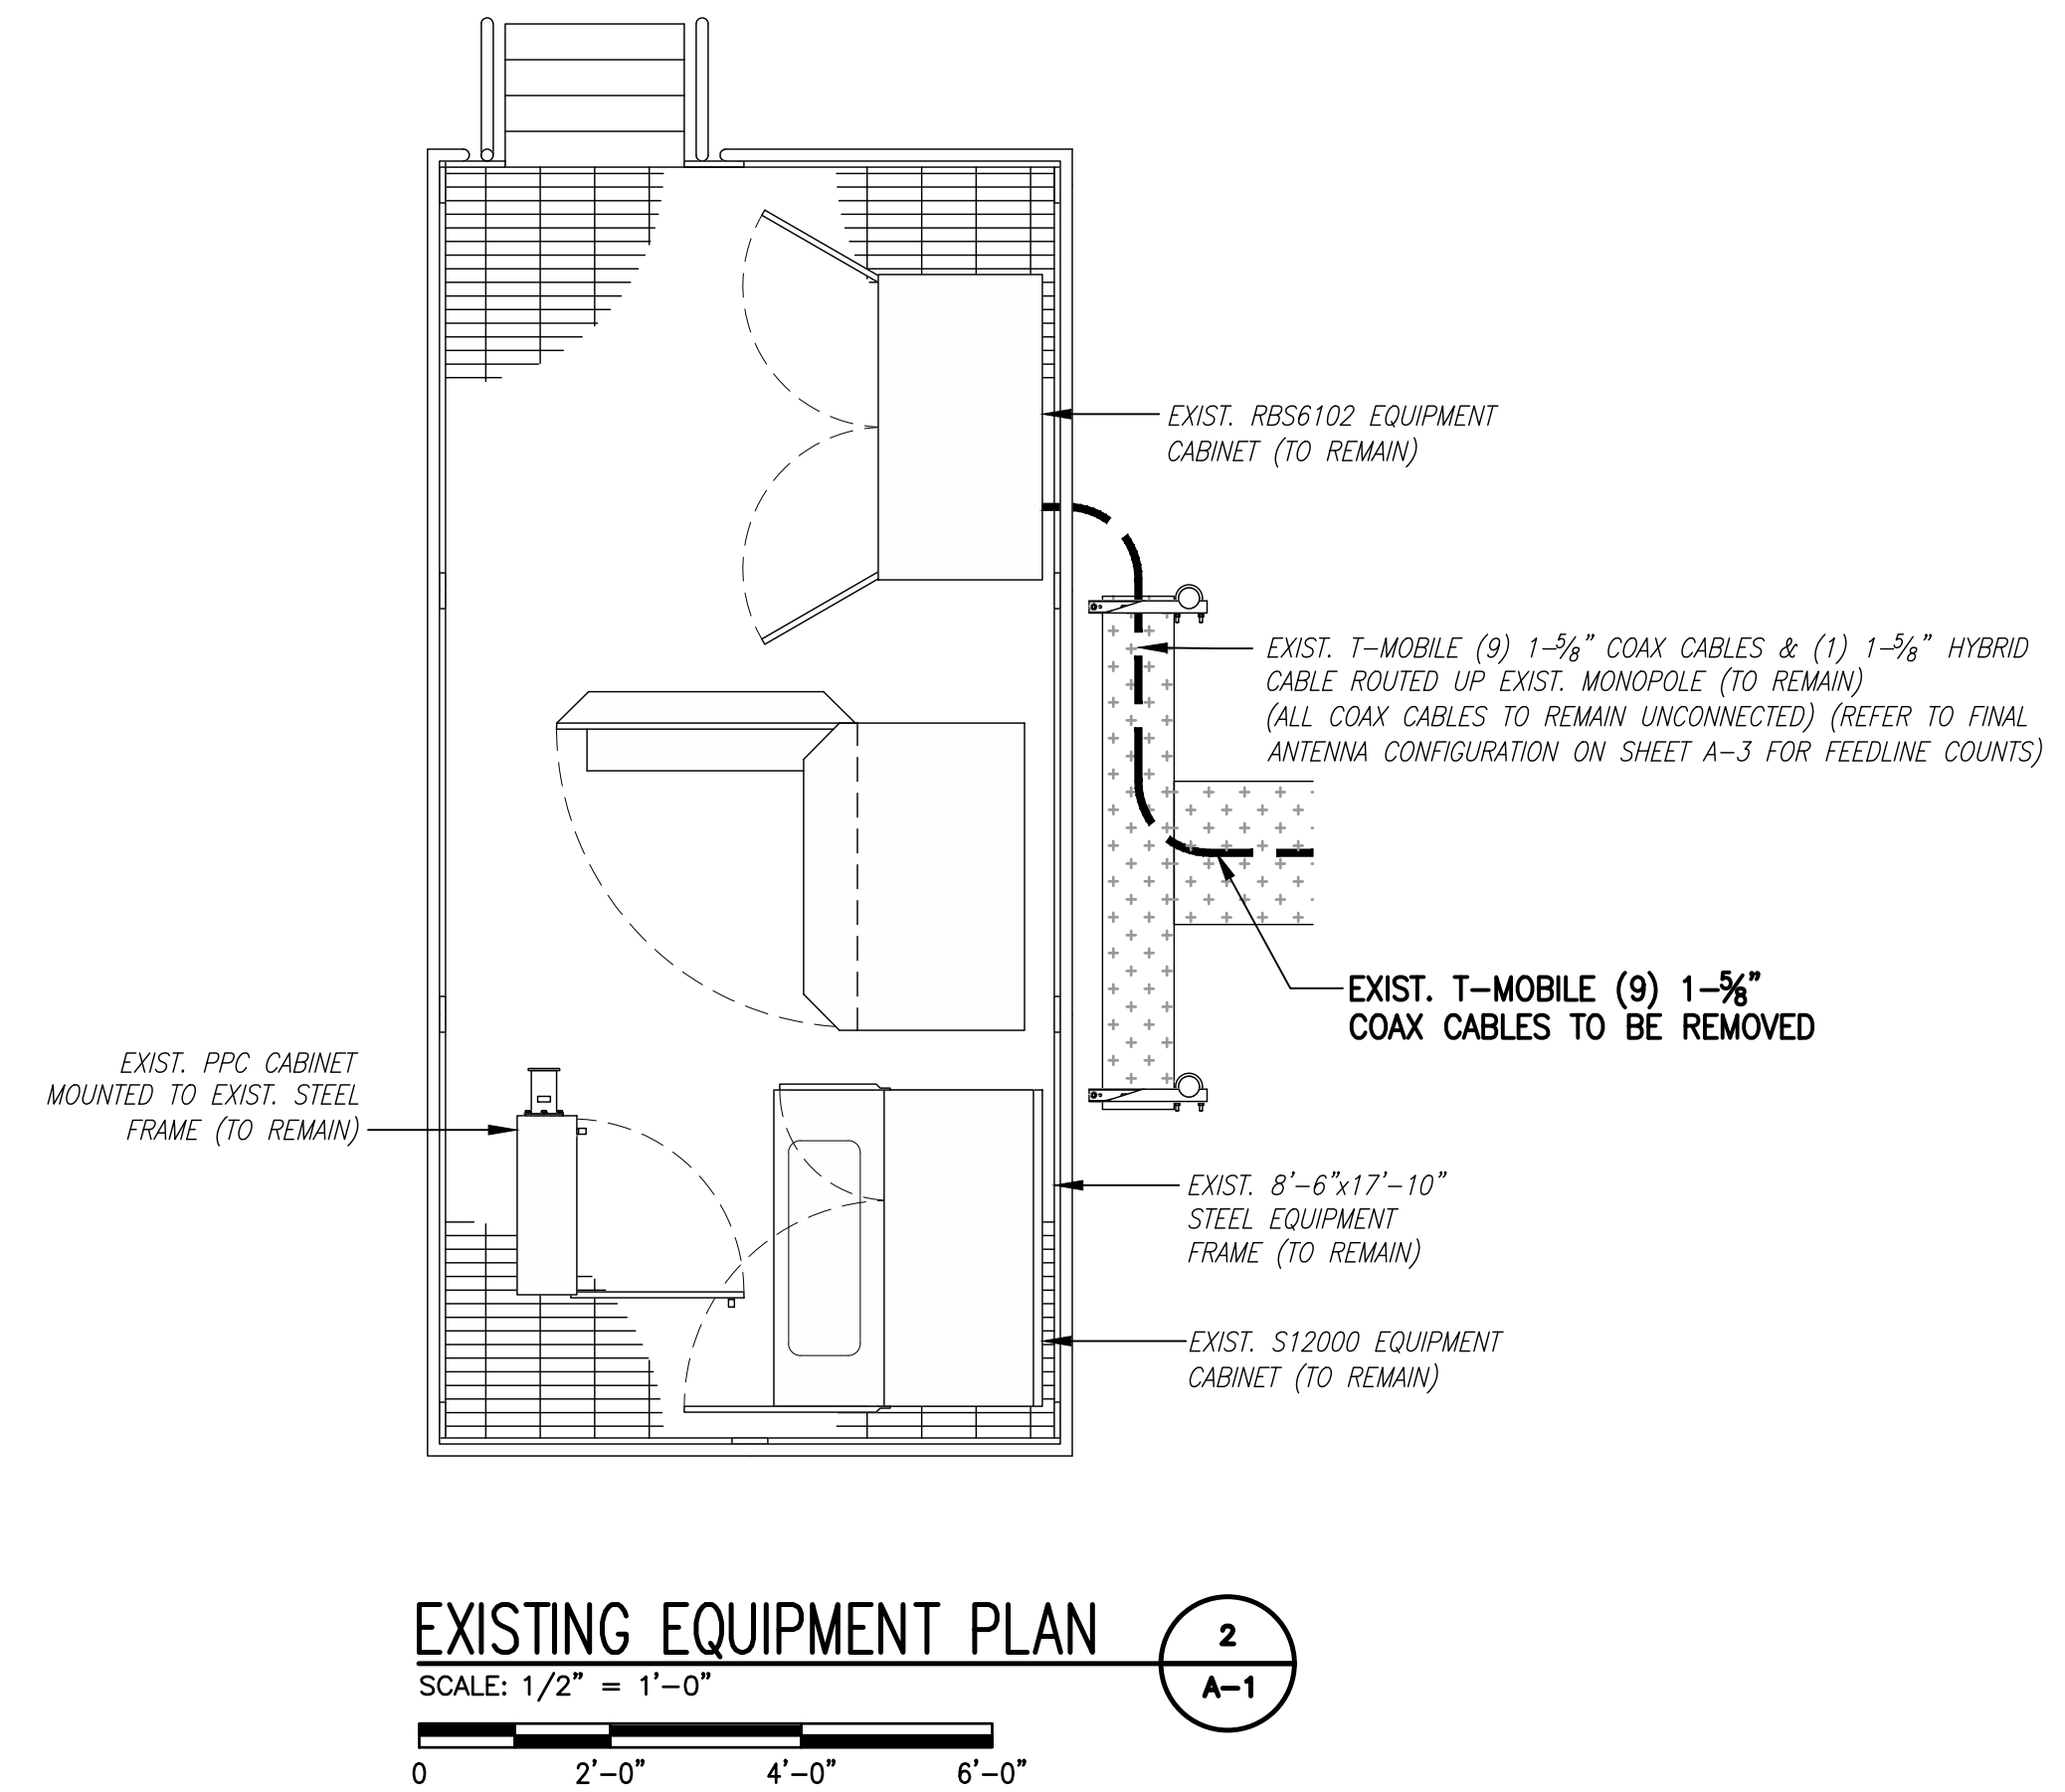 EXIST. RBS6102 EQUIPMENT
CABINET (TO REMAIN)
EXIST. T-MOBILE (9) 1-5/8" COAX CABLES & (1) 1-5/8" HYBRID
CABLE ROUTED UP EXIST. MONOPOLE (TO REMAIN)
(ALL COAX CABLES TO REMAIN UNCONNECTED) (REFER TO FINAL
ANTENNA CONFIGURATION ON SHEET A-3 FOR FEEDLINE COUNTS)
EXIST. T-MOBILE (9) 1-5/8"
COAX CABLES TO BE REMOVED
EXIST. PPC CABINET
MOUNTED TO EXIST. STEEL
FRAME (TO REMAIN)
EXIST. 8'-6"x17'-10"
STEEL EQUIPMENT
FRAME (TO REMAIN)
EXIST. S12000 EQUIPMENT
CABINET (TO REMAIN)
EXISTING EQUIPMENT PLAN
2
A-1
SCALE: 1/2" = 1'-0"
0 2'-0" 4'-0" 6'-0"